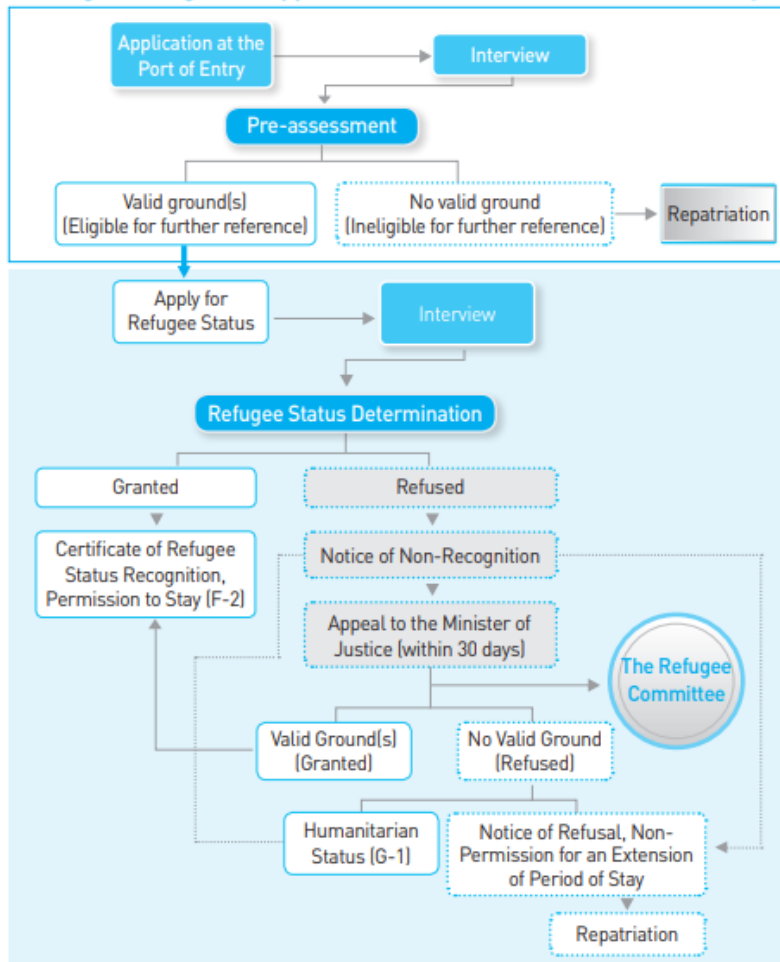 Application at the
Port of Entry
Interview
Pre-assessment
Valid ground(s)
(Eligible for further reference)
No valid ground
(Ineligible for further reference)
Repatriation
Apply for
Refugee Status
Interview
Refugee Status Determination
Granted
Refused
Certificate of Refugee
Status Recognition,
Permission to Stay (F-2)
Notice of Non-Recognition
Appeal to the Minister of
Justice (within 30 days)
The Refugee
Committee
Valid Ground(s)
(Granted)
No Valid Ground
(Refused)
Humanitarian
Status (G-1)
Notice of Refusal, Non-
Permission for an Extension
of Period of Stay
Repatriation